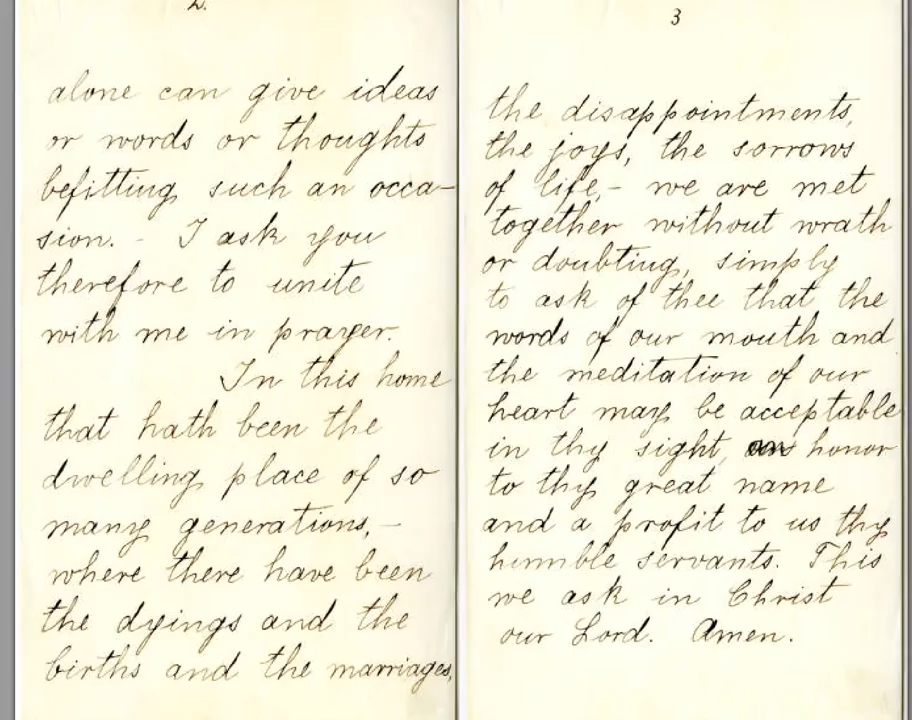 2.
alone can give ideas
or words or thoughts
befitting such an occa-
sion. - I ask you
therefore to unite
with me in prayer.
In this home
that hath been the
dwelling place of so
many generations,-
where there have been
the dyings and the
births and the marriages,
3
the disappointments,
the joys, the sorrows
of life,- we are met
together without wrath
or doubting, simply
to ask of thee that the
words of our mouth and
the meditation of our
heart may be acceptable
in thy sight, honor
to thy great name
and a profit to us thy
humble servants. This
we ask in Christ
our Lord. Amen.